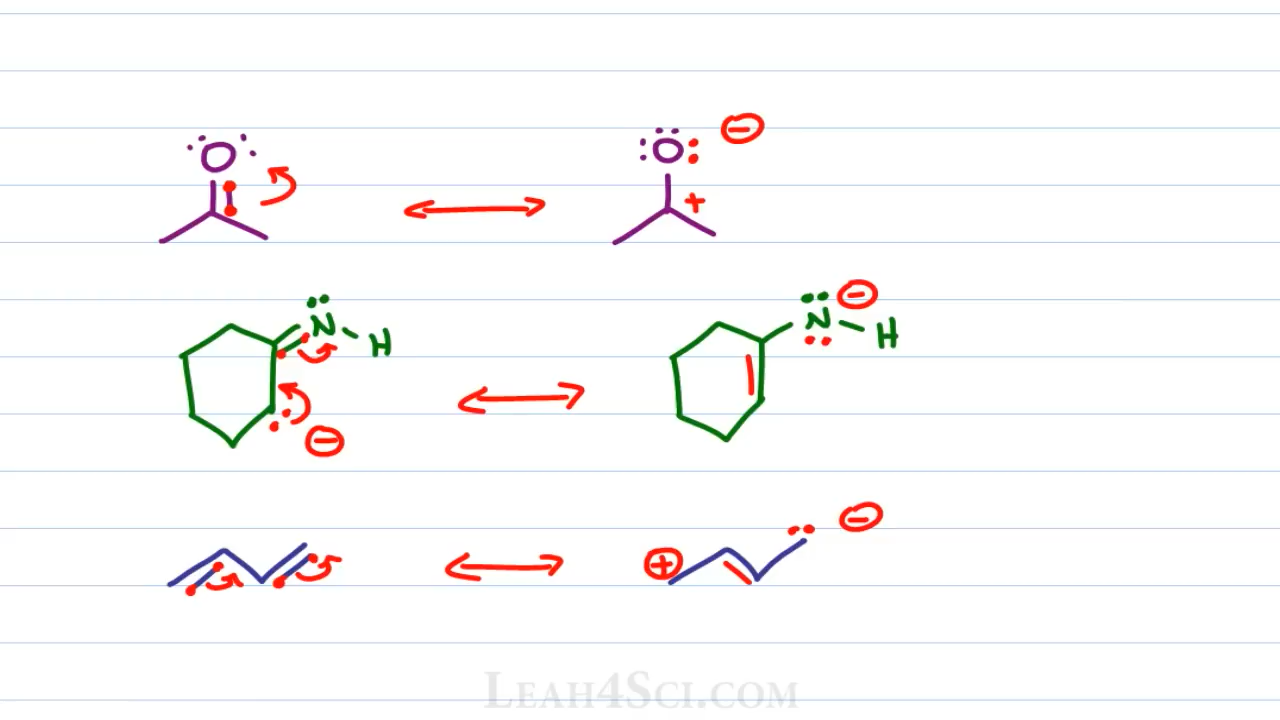 O O − +
N H N − H
−
+ −
LEAH4SCI.COM